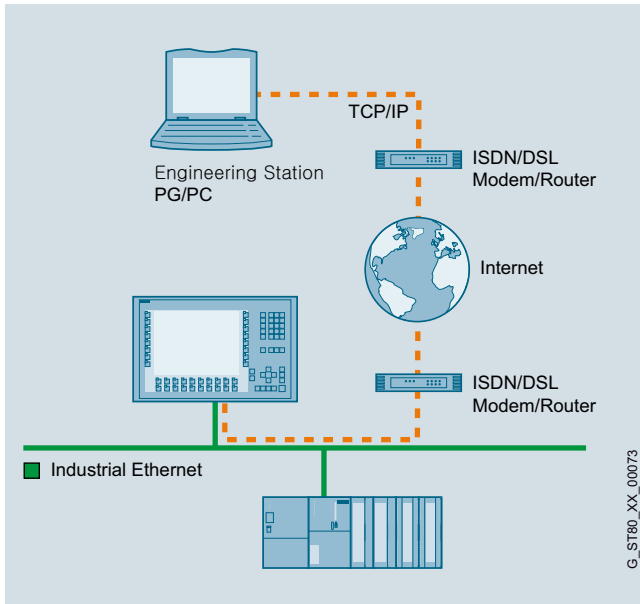 TCP/IP
Engineering Station
PG/PC
ISDN/DSL
Modem/Router
Internet
ISDN/DSL
Modem/Router
Industrial Ethernet
G_ST80_XX_00073